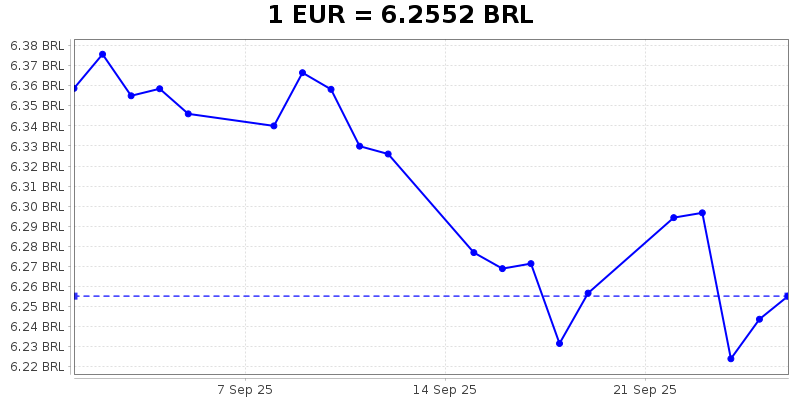 1 EUR = 6.2552 BRL
6.38 BRL
6.37 BRL
6.36 BRL
6.35 BRL
6.34 BRL
6.33 BRL
6.32 BRL
6.31 BRL
6.30 BRL
6.29 BRL
6.28 BRL
6.27 BRL
6.26 BRL
6.25 BRL
6.24 BRL
6.23 BRL
6.22 BRL
7 Sep 25
14 Sep 25
21 Sep 25